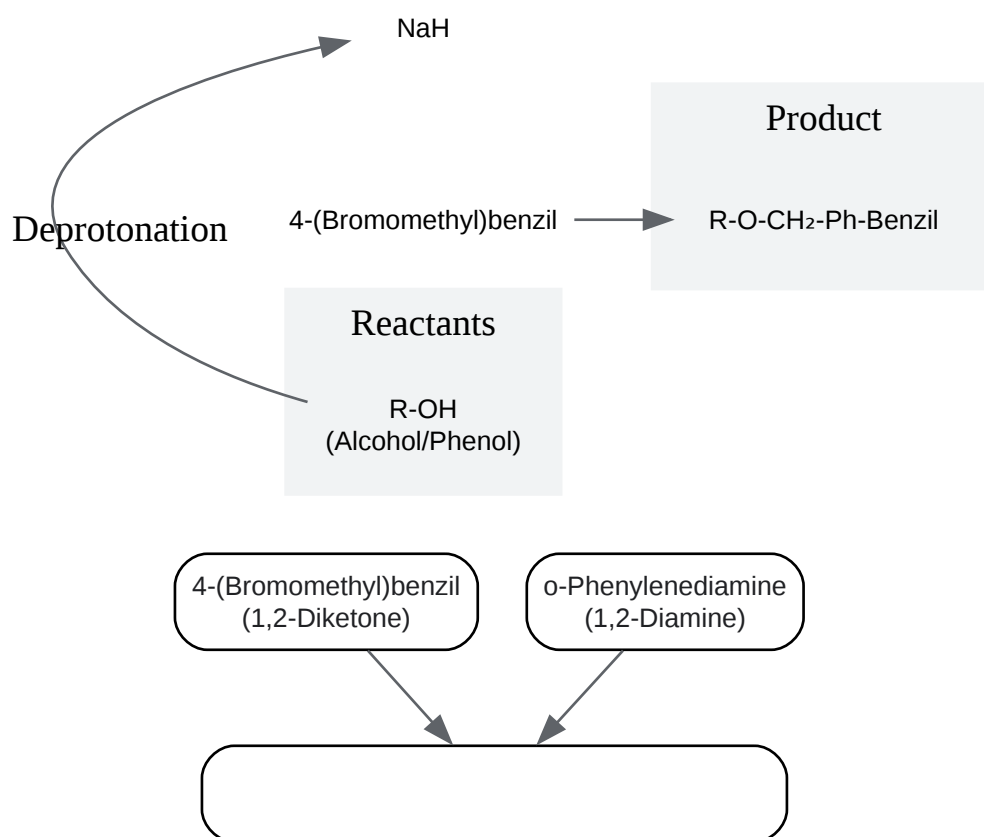 NaH
Product
Deprotonation
4-(Bromomethyl)benzil
R-O-CH₂-Ph-Benzil
Reactants
R-OH
(Alcohol/Phenol)
4-(Bromomethyl)benzil
(1,2-Diketone)
o-Phenylenediamine
(1,2-Diamine)